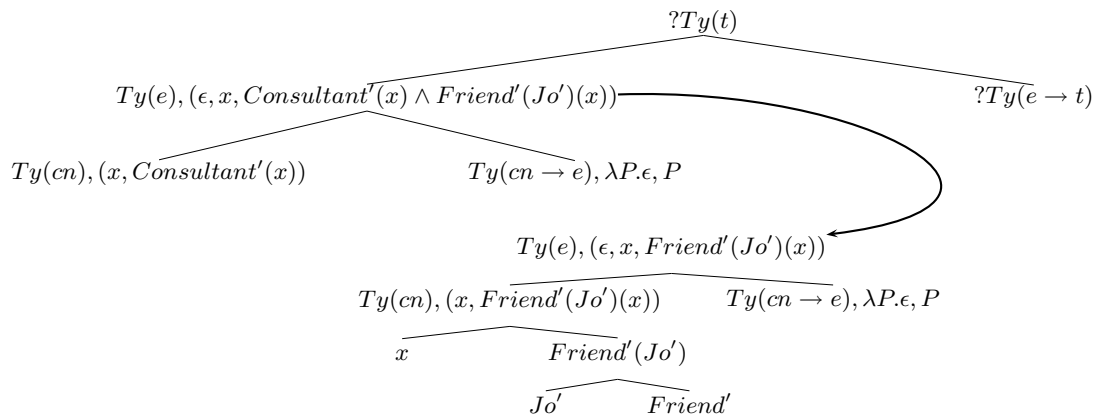 ?Ty(t)
Ty(e), (ϵ, x, Consultant′(x) ∧ Friend′(Jo′)(x)) ?Ty(e → t)
Ty(cn), (x, Consultant′(x)) Ty(cn → e), λP.ϵ, P
Ty(e), (ϵ, x, Friend′(Jo′)(x))
Ty(cn), (x, Friend′(Jo′)(x)) Ty(cn → e), λP.ϵ, P
x Friend′(Jo′)
Jo′ Friend′